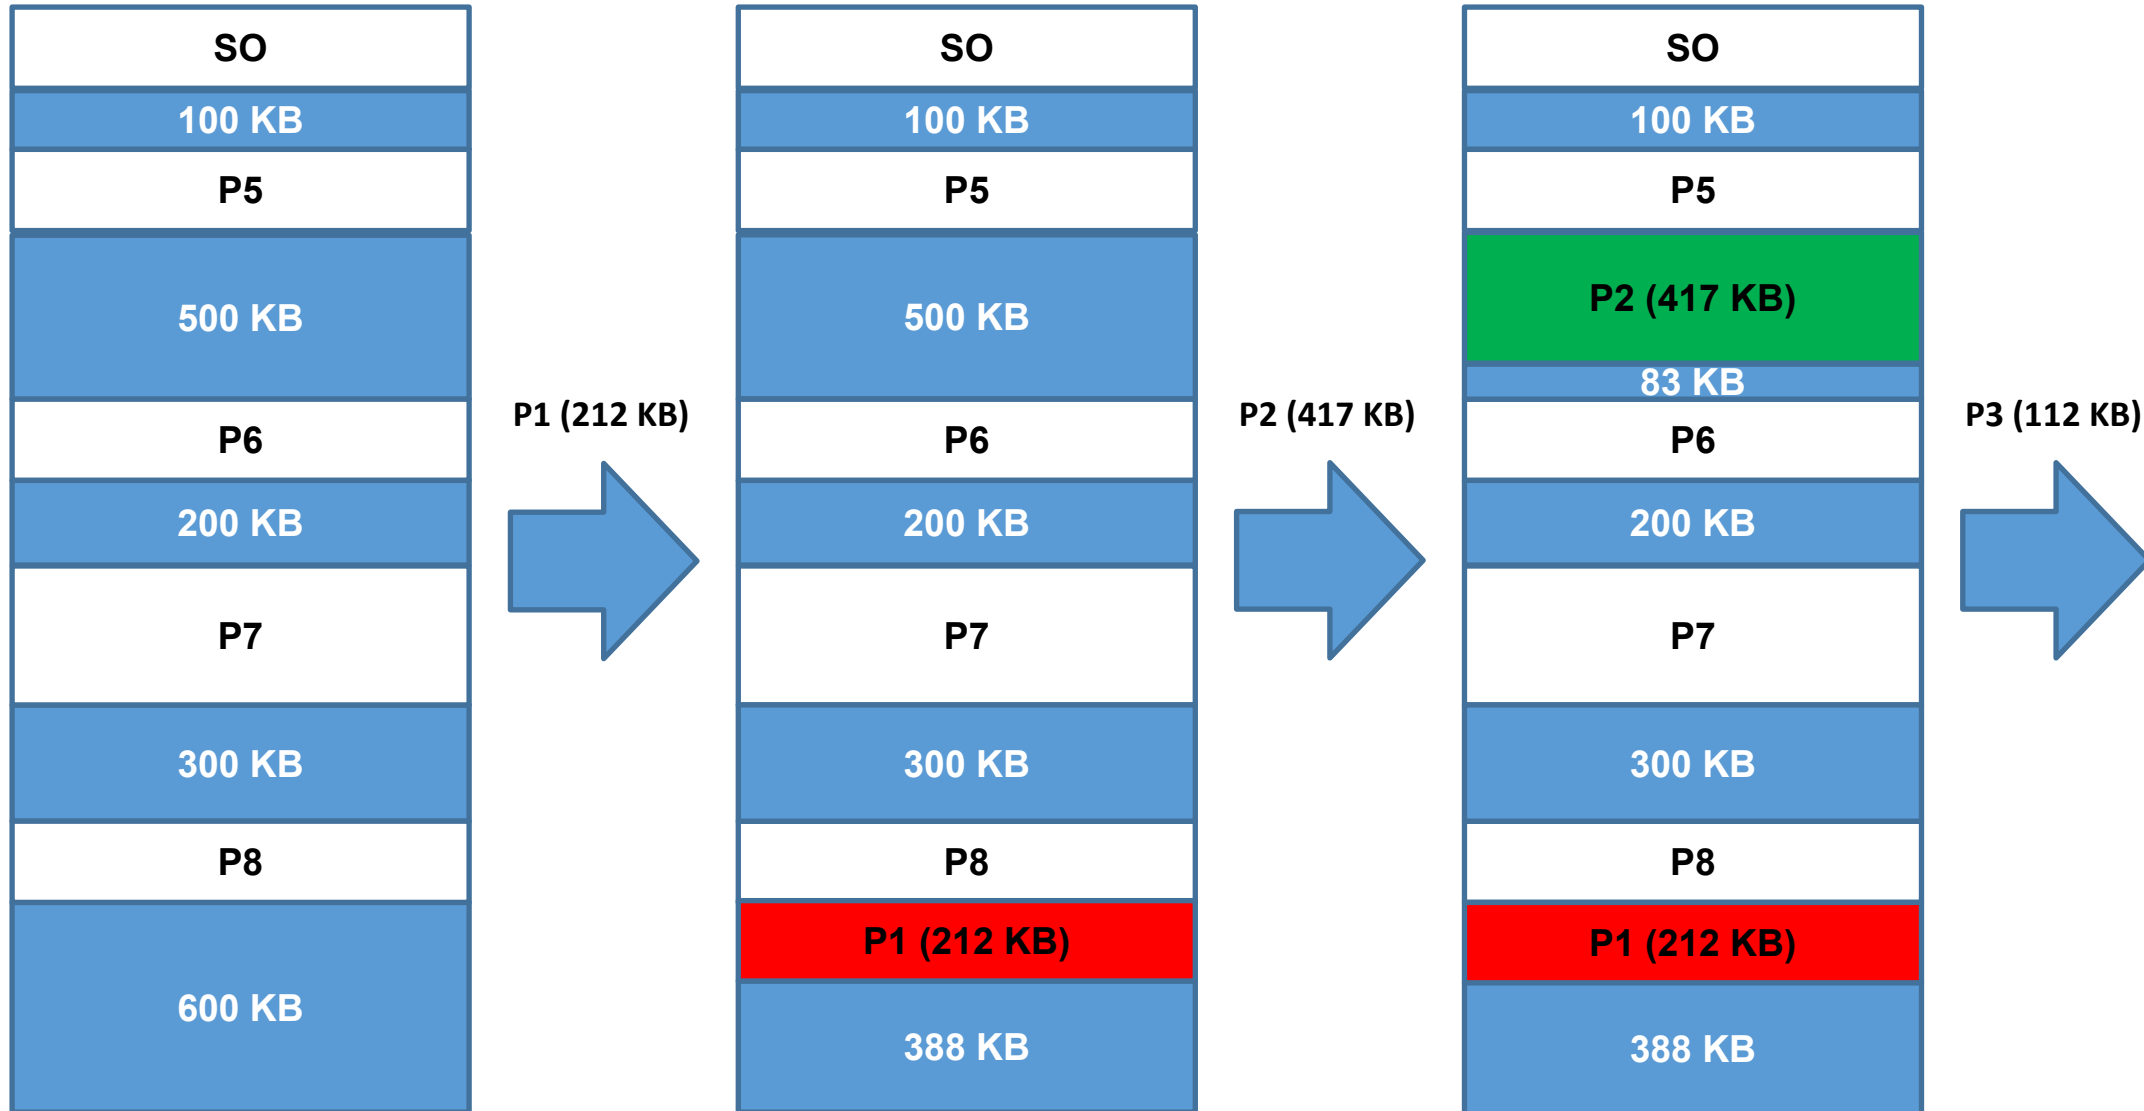 SO
100 KB
P5
500 KB
P6
200 KB
P7
300 KB
P8
600 KB
P1 (212 KB)
SO
100 KB
P5
500 KB
P6
200 KB
P7
300 KB
P8
P1 (212 KB)
388 KB
P2 (417 KB)
SO
100 KB
P5
P2 (417 KB)
83 KB
P6
200 KB
P7
300 KB
P8
P1 (212 KB)
388 KB
P3 (112 KB)